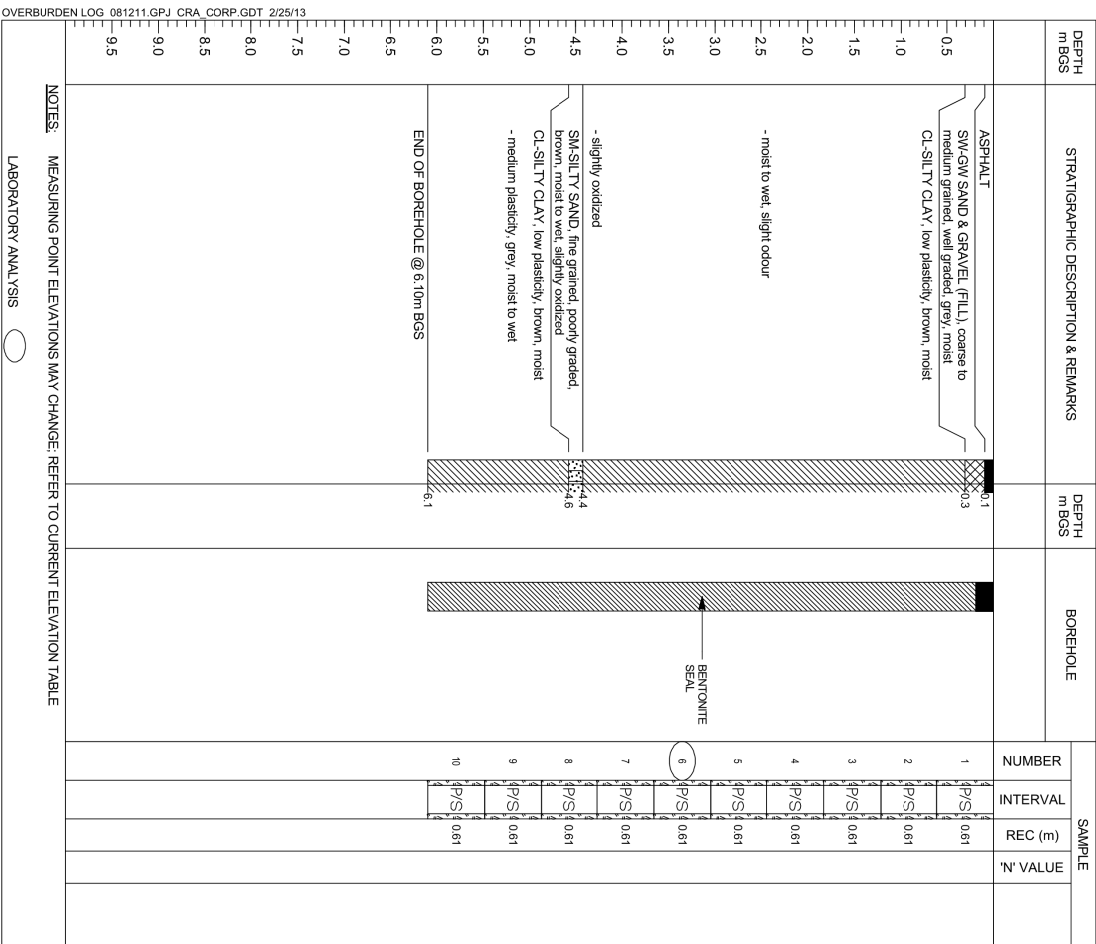 OVERBURDEN LOG 081211.GPJ CRA_CORP.GDT 2/25/13
DEPTH
m BGS
STRATIGRAPHIC DESCRIPTION & REMARKS
DEPTH
m BGS
BOREHOLE
SAMPLE
NUMBER
INTERVAL
REC (m)
'N' VALUE
0.5
1.0
1.5
2.0
2.5
3.0
3.5
4.0
4.5
5.0
5.5
6.0
6.5
7.0
7.5
8.0
8.5
9.0
9.5
ASPHALT
SW-GW SAND & GRAVEL (FILL), coarse to
medium grained, well graded, grey, moist
CL-SILTY CLAY, low plasticity, brown, moist
- moist to wet, slight odour
- slightly oxidized
SM-SILTY SAND, fine grained, poorly graded,
brown, moist to wet, slightly oxidized
CL-SILTY CLAY, low plasticity, brown, moist
- medium plasticity, grey, moist to wet
END OF BOREHOLE @ 6.10m BGS
0.1
0.3
4.4
4.6
6.1
BENTONITE
SEAL
1 P/S 0.61
2 P/S 0.61
3 P/S 0.61
4 P/S 0.61
5 P/S 0.61
6 P/S 0.61
7 P/S 0.61
8 P/S 0.61
9 P/S 0.61
10 P/S 0.61
NOTES: MEASURING POINT ELEVATIONS MAY CHANGE; REFER TO CURRENT ELEVATION TABLE
LABORATORY ANALYSIS